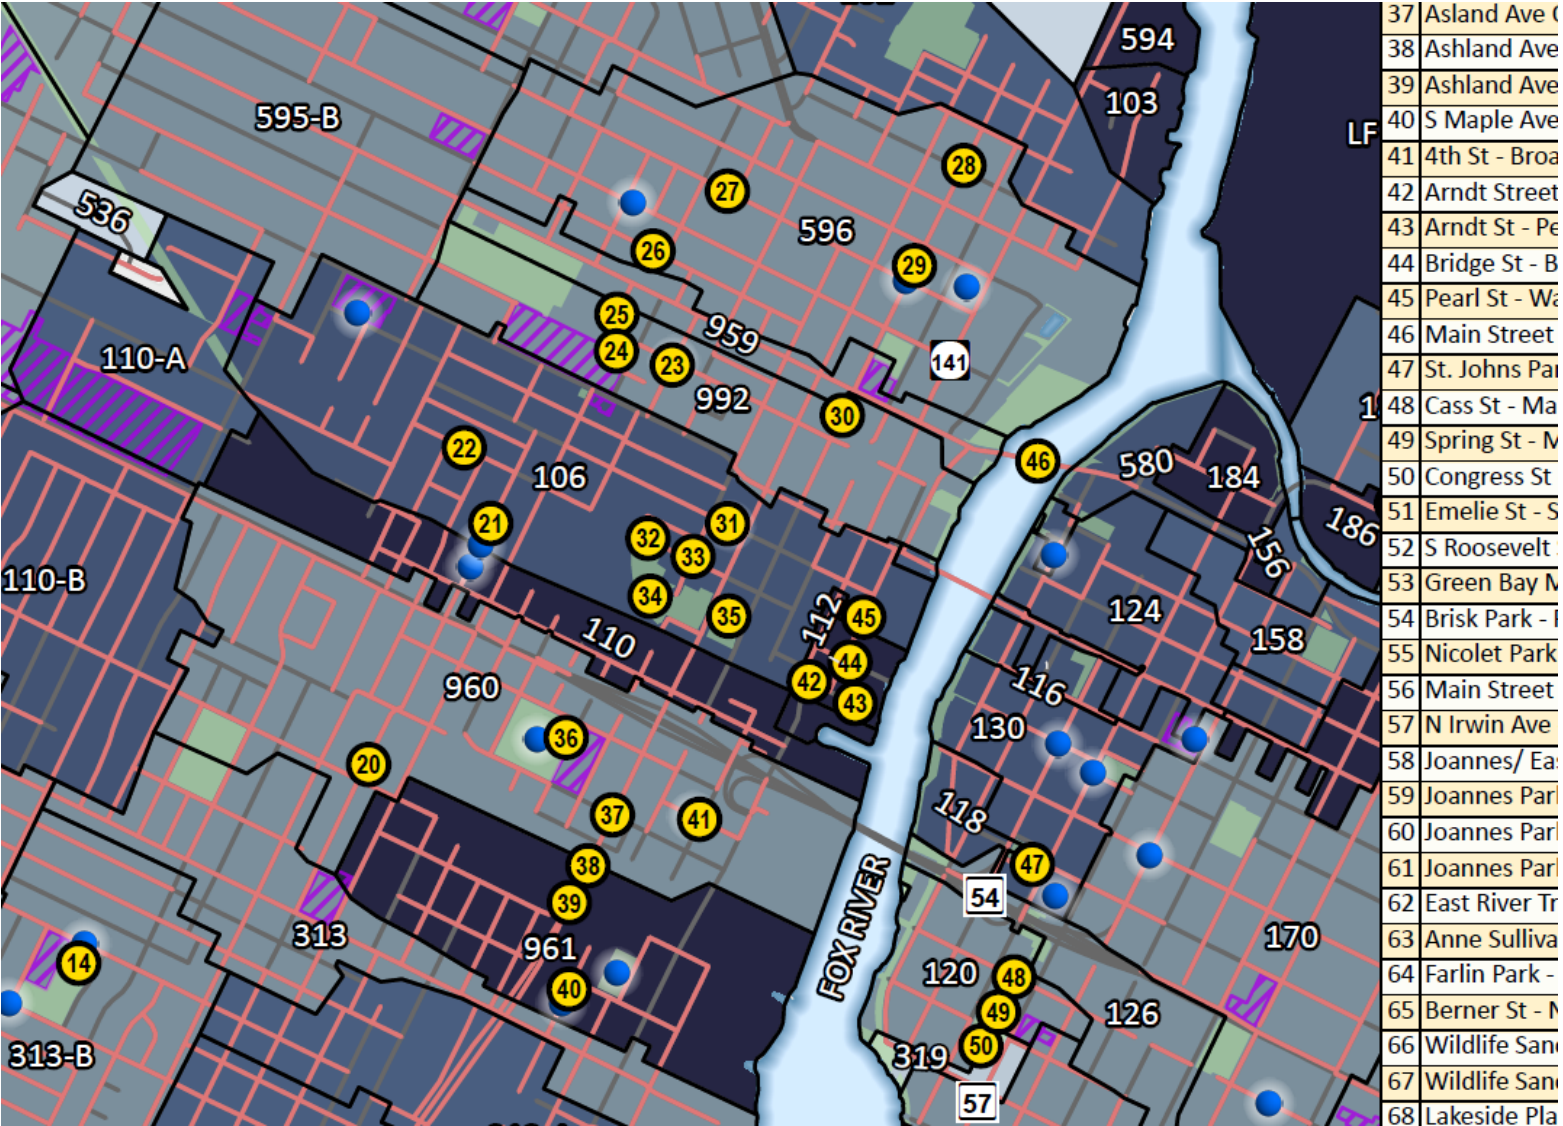 594
103
LF
595-B
28
27
536
596
26
29
25
959
24
23
141
110-A
992
30
22
106
46
580
184
186
21
31
32
33
156
110-B
34
35
112
45
124
110
44
158
42
43
116
960
36
130
20
37
41
118
38
47
54
39
FOX RIVER
313
961
170
14
40
120
48
49
126
313-B
50
319
57
37 Asland Ave
38 Ashland Ave
39 Ashland Ave
40 S Maple Ave
41 4th St - Broa
42 Arndt Street
43 Arndt St - Pe
44 Bridge St - B
45 Pearl St - Wa
46 Main Street
47 St. Johns Par
48 Cass St - Ma
49 Spring St - M
50 Congress St
51 Emelie St - S
52 S Roosevelt
53 Green Bay M
54 Brisk Park -
55 Nicolet Park
56 Main Street
57 N Irwin Ave
58 Joannes/ Eas
59 Joannes Parl
60 Joannes Parl
61 Joannes Parl
62 East River Tr
63 Anne Sulliva
64 Farlin Park -
65 Berner St - N
66 Wildlife Sand
67 Wildlife Sand
68 Lakeside Pla